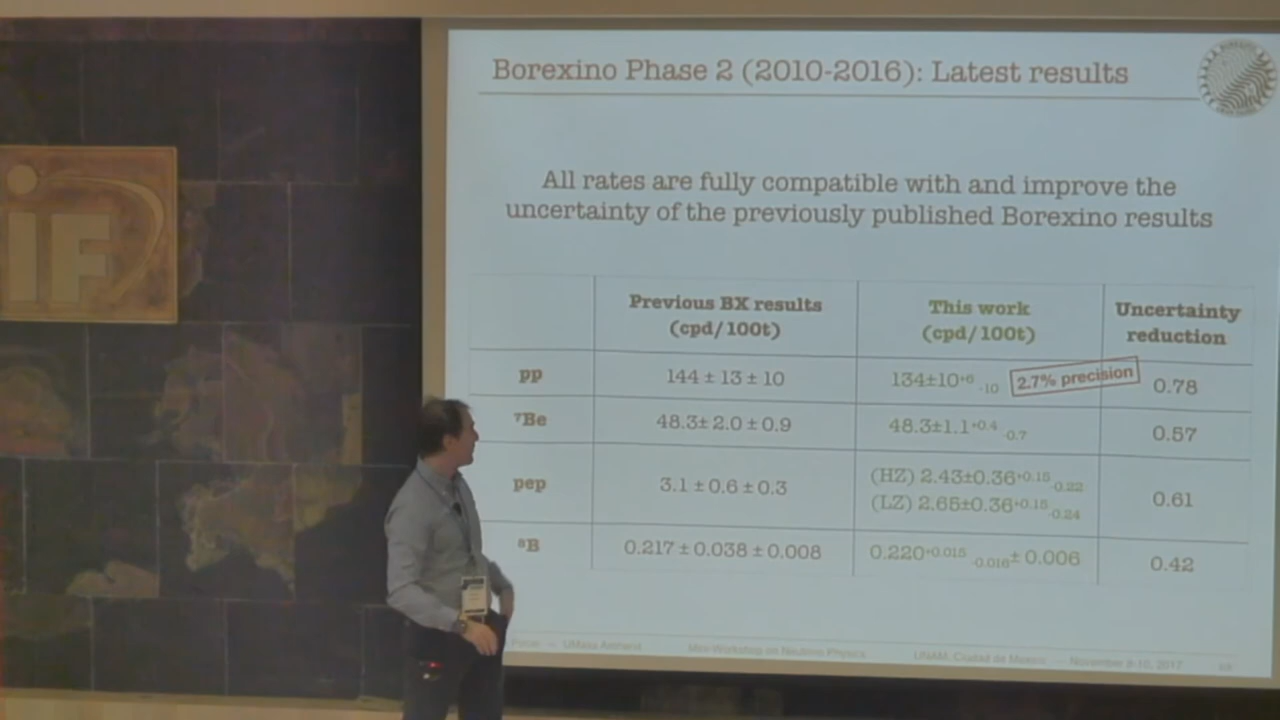 Borexino Phase 2 (2010-2016): Latest results
All rates are fully compatible with and improve the
uncertainty of the previously published Borexino results
Previous BX results (cpd/100t)
This work (cpd/100t)
Uncertainty reduction
pp 144 ± 13 ± 10 134±10+6 -10 2.7% precision 0.78
⁷Be 48.3± 2.0 ± 0.9 48.3±1.1+0.4 -0.7 0.57
pep 3.1 ± 0.6 ± 0.3 (HZ) 2.43±0.36+0.15 -0.22 0.61
(LZ) 2.65±0.36+0.15 -0.24
⁸B 0.217 ± 0.038 ± 0.008 0.220+0.015 -0.016± 0.006 0.42
UMass Amherst Mini-Workshop on Neutrino Physics UNAM, Ciudad de Mexico — November 8-10, 2017
iF